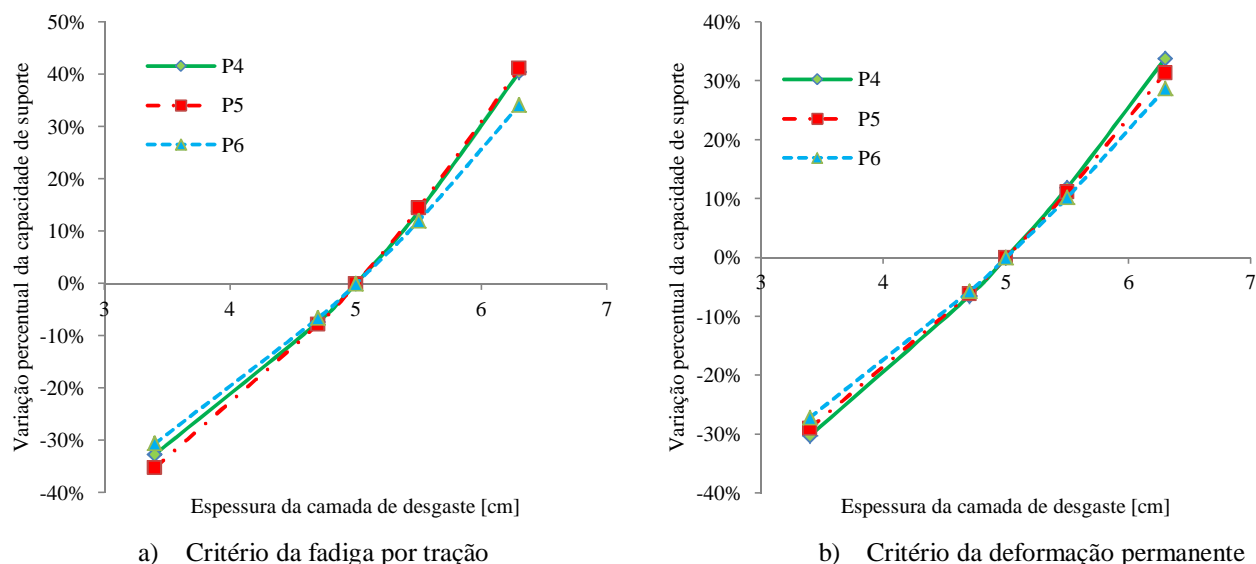 Variação percentual da capacidade de suporte
50%
40%
30%
20%
10%
0%
-10%
-20%
-30%
-40%
3
4
5
6
7
P4
P5
P6
Espessura da camada de desgaste [cm]
a) Critério da fadiga por tração
Variação percentual da capacidade de suporte
40%
30%
20%
10%
0%
-10%
-20%
-30%
-40%
3
4
5
6
7
P4
P5
P6
Espessura da camada de desgaste [cm]
b) Critério da deformação permanente